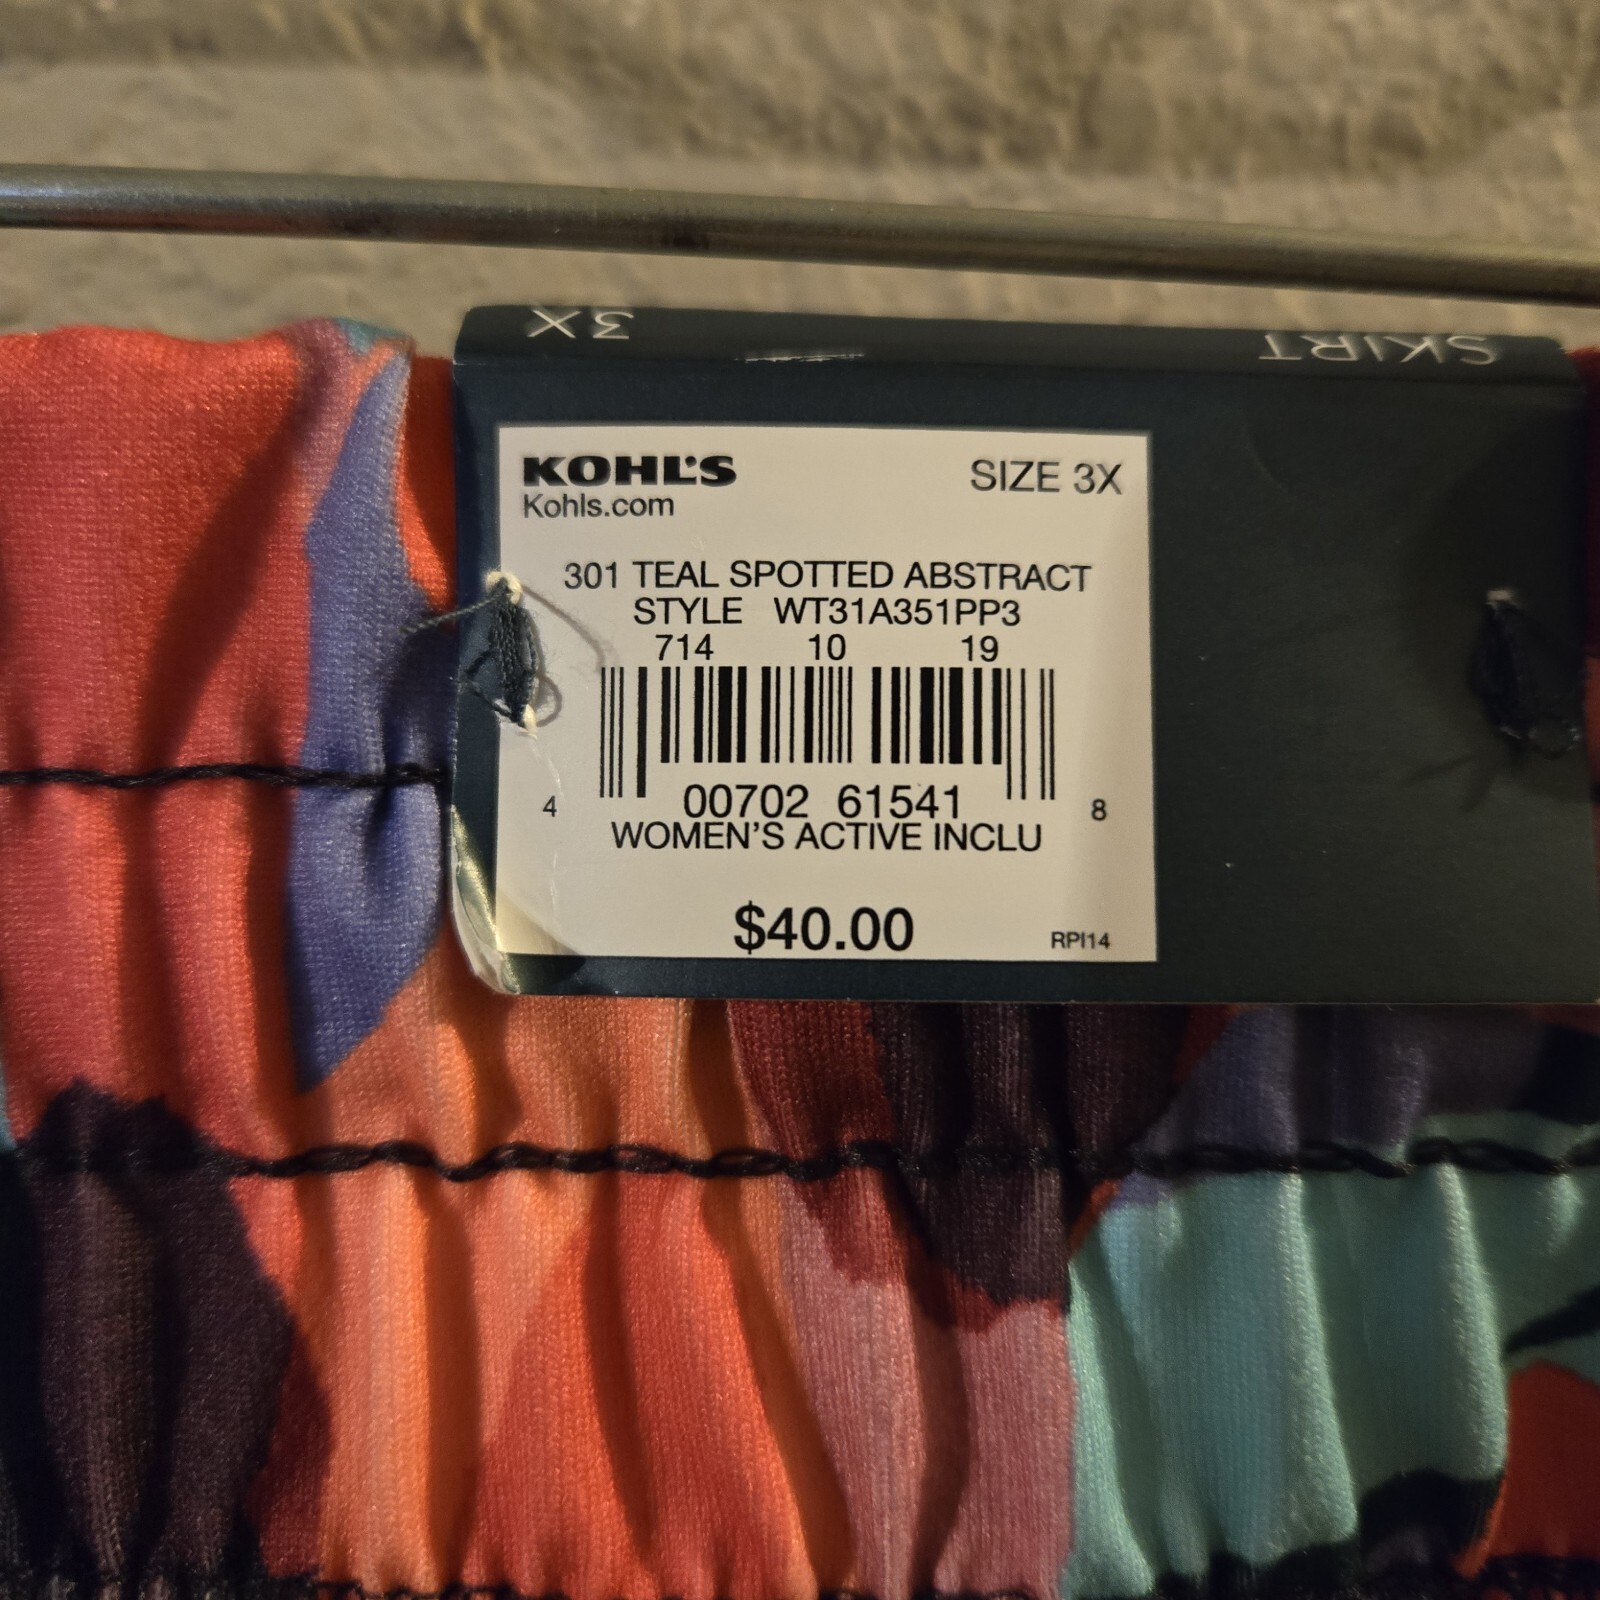 3X SKIRT
KOHL'S SIZE 3X
Kohls.com
301 TEAL SPOTTED ABSTRACT
STYLE WT31A351PP3
714 10 19
4 00702 61541 8
WOMEN'S ACTIVE INCLU
$40.00 RPI14